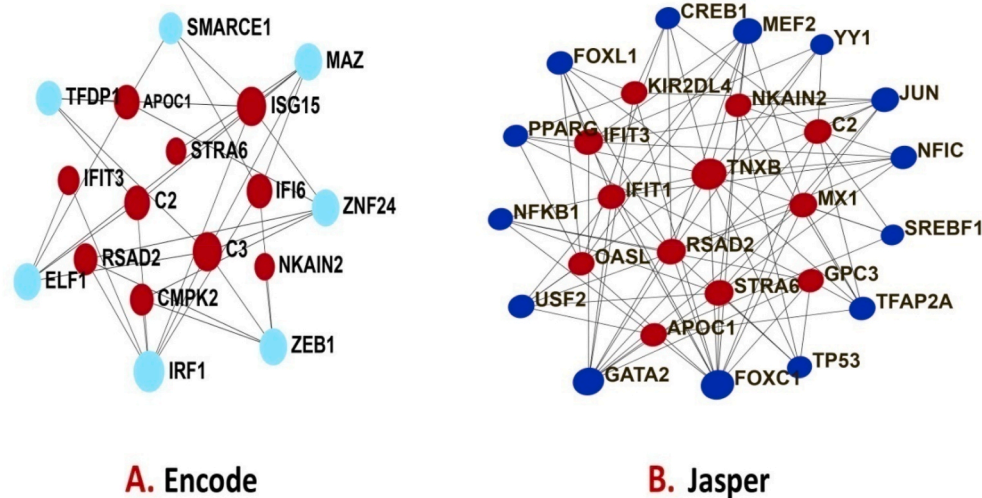 SMARCE1
MAZ
TFDP1
APOC1
ISG15
STRA6
IFIT3
C2
IFI6
ZNF24
RSAD2
C3
NKAIN2
ELF1
CMPK2
ZEB1
IRF1
A. Encode
CREB1
MEF2
YY1
FOXL1
KIR2DL4
NKAIN2
JUN
PPARG
IFIT3
C2
NFIC
TNXB
IFIT1
MX1
NFKB1
SREBF1
RSAD2
OASL
STRA6
GPC3
USF2
TFAP2A
APOC1
TP53
GATA2
FOXC1
B. Jasper